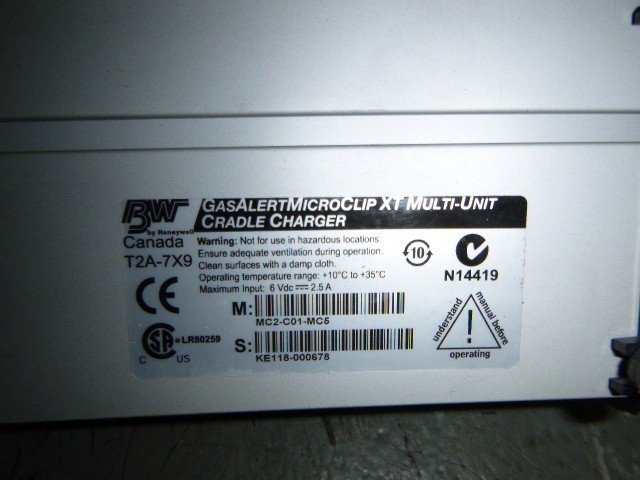 BW
by Honeywell
Canada
T2A-7X9
GASALERTMICROCLIP XT MULTI-UNIT
CRADLE CHARGER
Warning: Not for use in hazardous locations.
Ensure adequate ventilation during operation.
Clean surfaces with a damp cloth.
Operating temperature range: +10°C to +35°C
Maximum Input: 6 Vdc⎓ 2.5 A
10
N14419
CE
M:
MC2-C01-MC5
SA
LR80259
C US
S:
KE118-000678
understand manual before operating
!